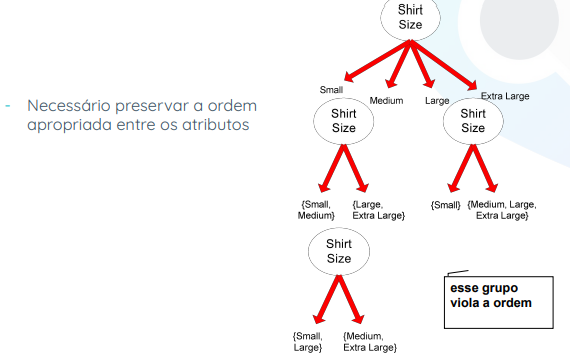 Shirt
Size
- Necessário preservar a ordem
apropriada entre os atributos
Small
Medium
Large
Extra Large
Shirt
Size
Shirt
Size
{Small,
Medium}
{Large,
Extra Large}
{Small}
{Medium, Large,
Extra Large}
Shirt
Size
esse grupo
viola a ordem
{Small,
Large}
{Medium,
Extra Large}